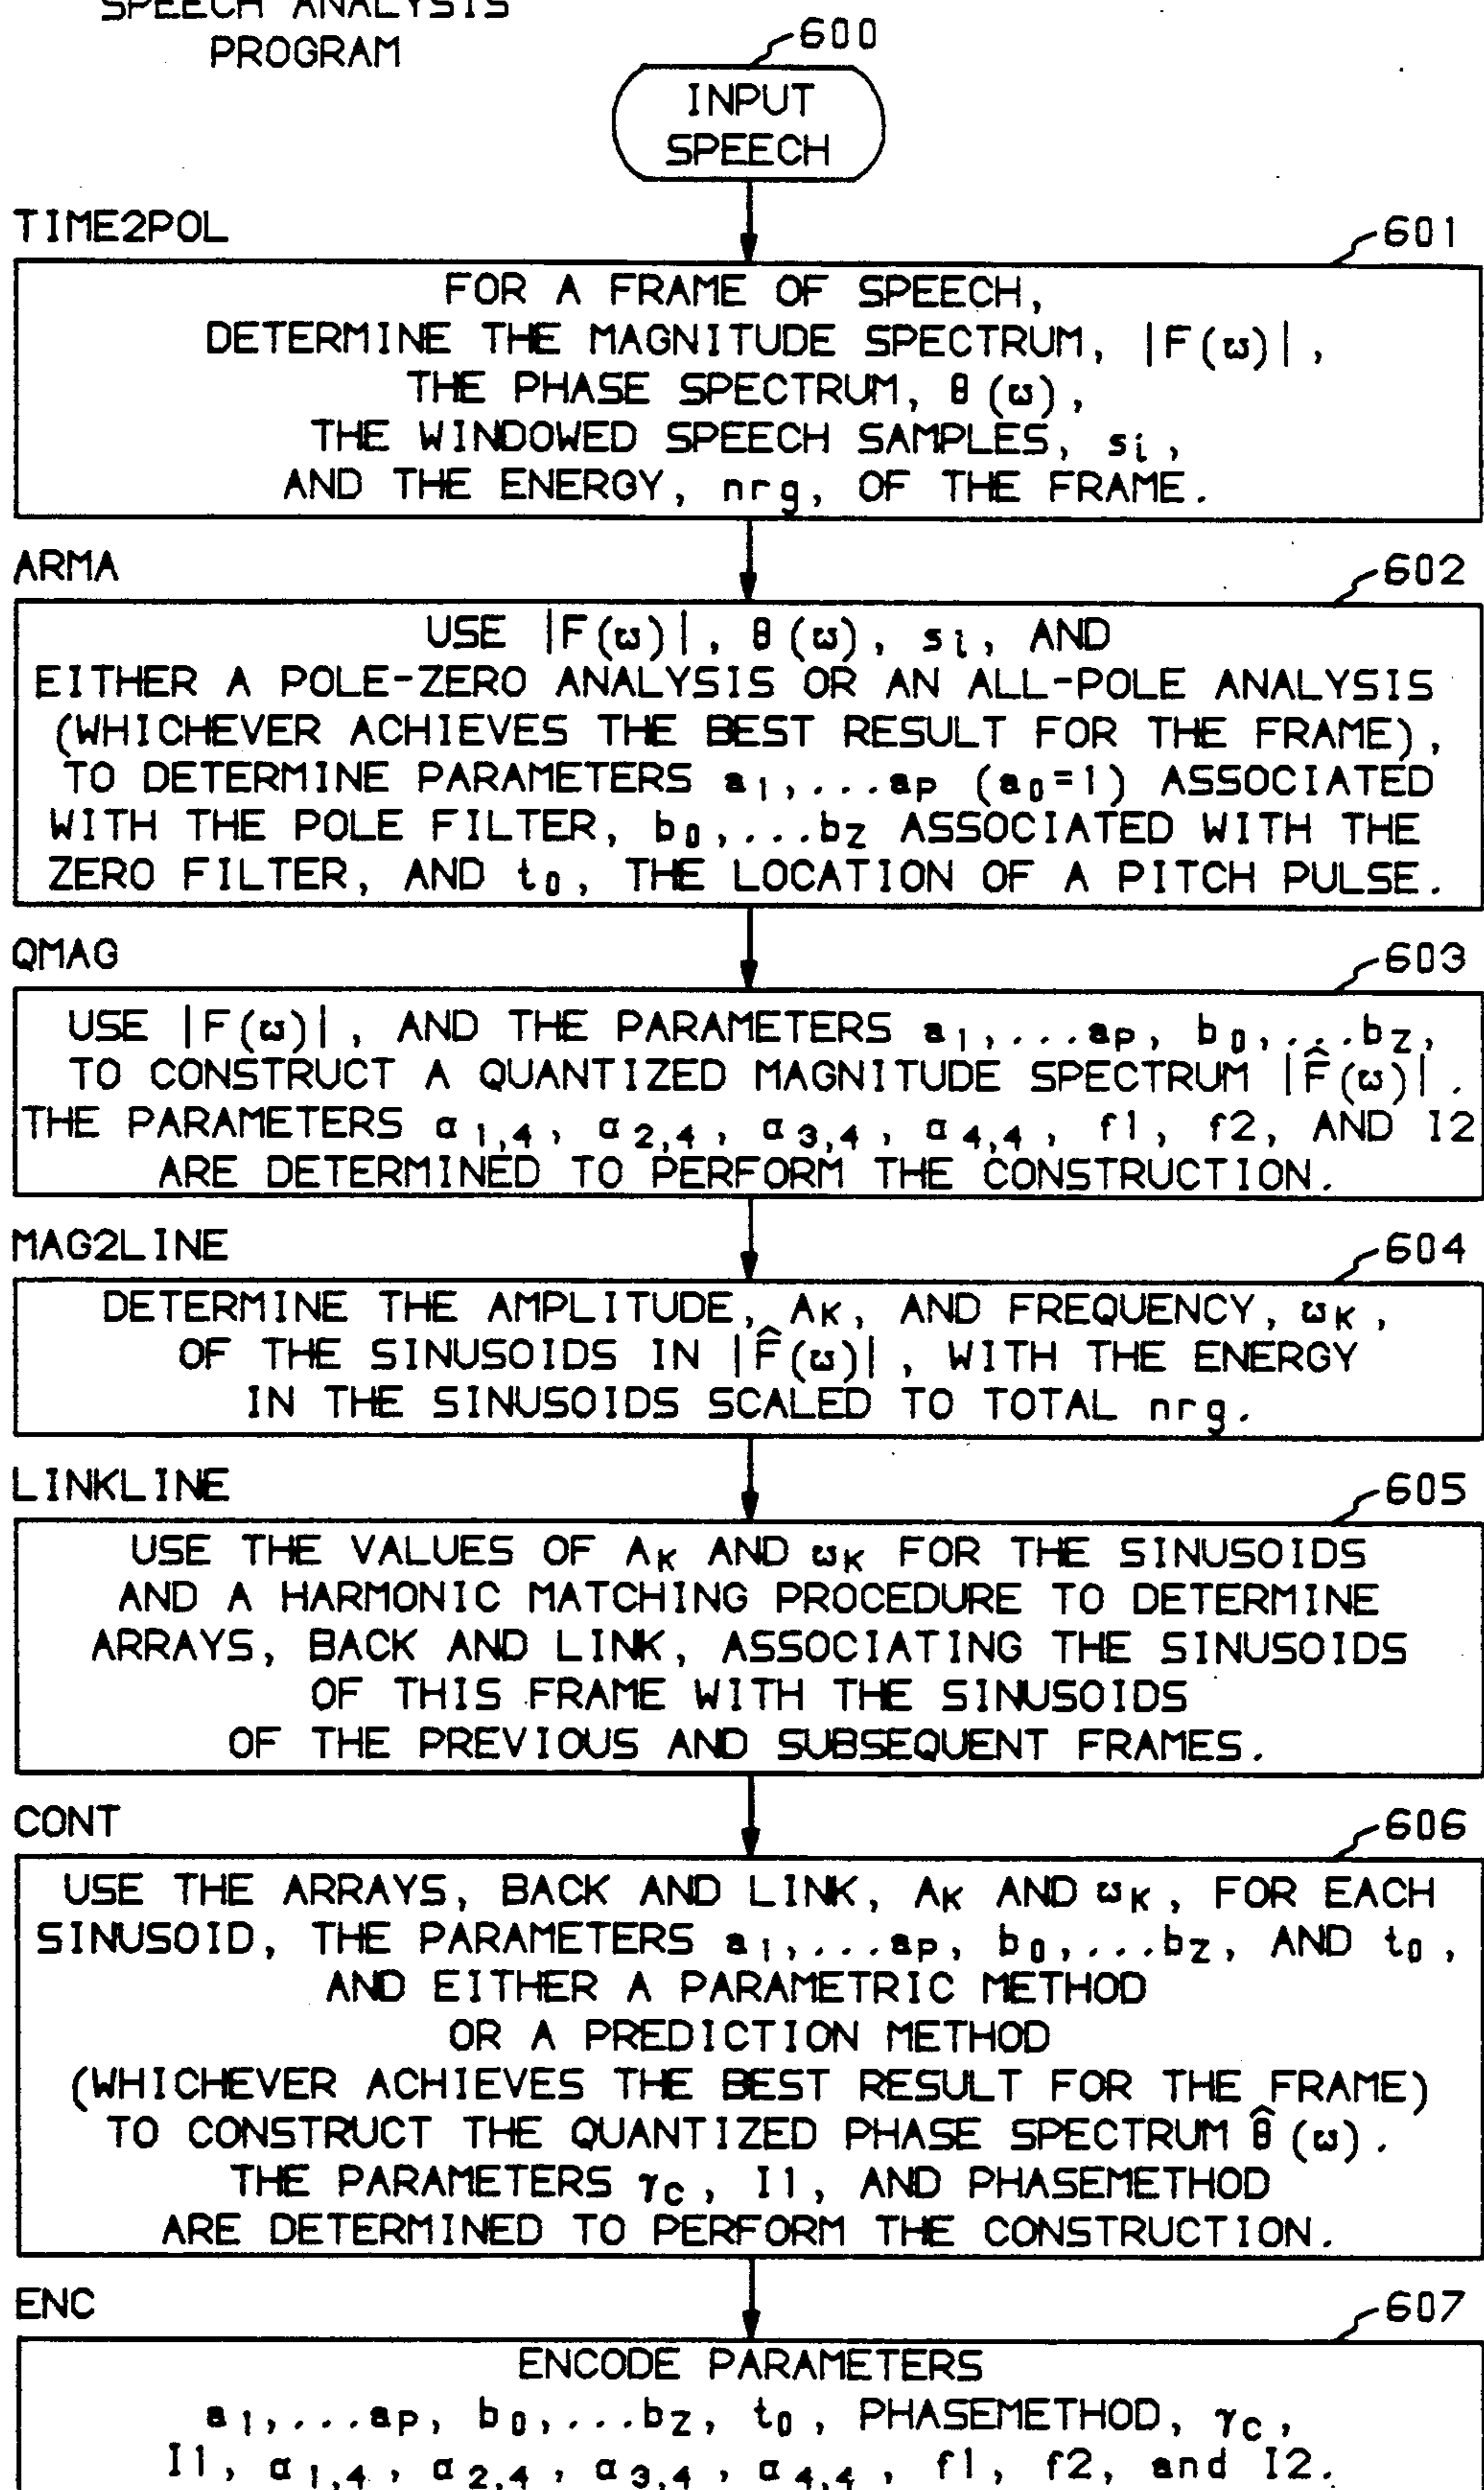 SPEECH ANALYSIS
PROGRAM
600
INPUT
SPEECH
TIME2POL
601
FOR A FRAME OF SPEECH,
DETERMINE THE MAGNITUDE SPECTRUM, |F(ω)|,
THE PHASE SPECTRUM, θ(ω),
THE WINDOWED SPEECH SAMPLES, sᵢ,
AND THE ENERGY, nrg, OF THE FRAME.
ARMA
602
USE |F(ω)|, θ(ω), sᵢ, AND
EITHER A POLE-ZERO ANALYSIS OR AN ALL-POLE ANALYSIS
(WHICHEVER ACHIEVES THE BEST RESULT FOR THE FRAME),
TO DETERMINE PARAMETERS a₁,...aP (a₀=1) ASSOCIATED
WITH THE POLE FILTER, b₀,...bZ ASSOCIATED WITH THE
ZERO FILTER, AND t₀, THE LOCATION OF A PITCH PULSE.
QMAG
603
USE |F(ω)|, AND THE PARAMETERS a₁,...aP, b₀,...bZ,
TO CONSTRUCT A QUANTIZED MAGNITUDE SPECTRUM |F̂(ω)|.
THE PARAMETERS α₁,₄, α₂,₄, α₃,₄, α₄,₄, f1, f2, AND I2
ARE DETERMINED TO PERFORM THE CONSTRUCTION.
MAG2LINE
604
DETERMINE THE AMPLITUDE, AK, AND FREQUENCY, ωK,
OF THE SINUSOIDS IN |F̂(ω)|, WITH THE ENERGY
IN THE SINUSOIDS SCALED TO TOTAL nrg.
LINKLINE
605
USE THE VALUES OF AK AND ωK FOR THE SINUSOIDS
AND A HARMONIC MATCHING PROCEDURE TO DETERMINE
ARRAYS, BACK AND LINK, ASSOCIATING THE SINUSOIDS
OF THIS FRAME WITH THE SINUSOIDS
OF THE PREVIOUS AND SUBSEQUENT FRAMES.
CONT
606
USE THE ARRAYS, BACK AND LINK, AK AND ωK, FOR EACH
SINUSOID, THE PARAMETERS a₁,...aP, b₀,...bZ, AND t₀,
AND EITHER A PARAMETRIC METHOD
OR A PREDICTION METHOD
(WHICHEVER ACHIEVES THE BEST RESULT FOR THE FRAME)
TO CONSTRUCT THE QUANTIZED PHASE SPECTRUM θ̂(ω).
THE PARAMETERS γC, I1, AND PHASEMETHOD
ARE DETERMINED TO PERFORM THE CONSTRUCTION.
ENC
607
ENCODE PARAMETERS
a₁,...aP, b₀,...bZ, t₀, PHASEMETHOD, γC,
I1, α₁,₄, α₂,₄, α₃,₄, α₄,₄, f1, f2, and I2.